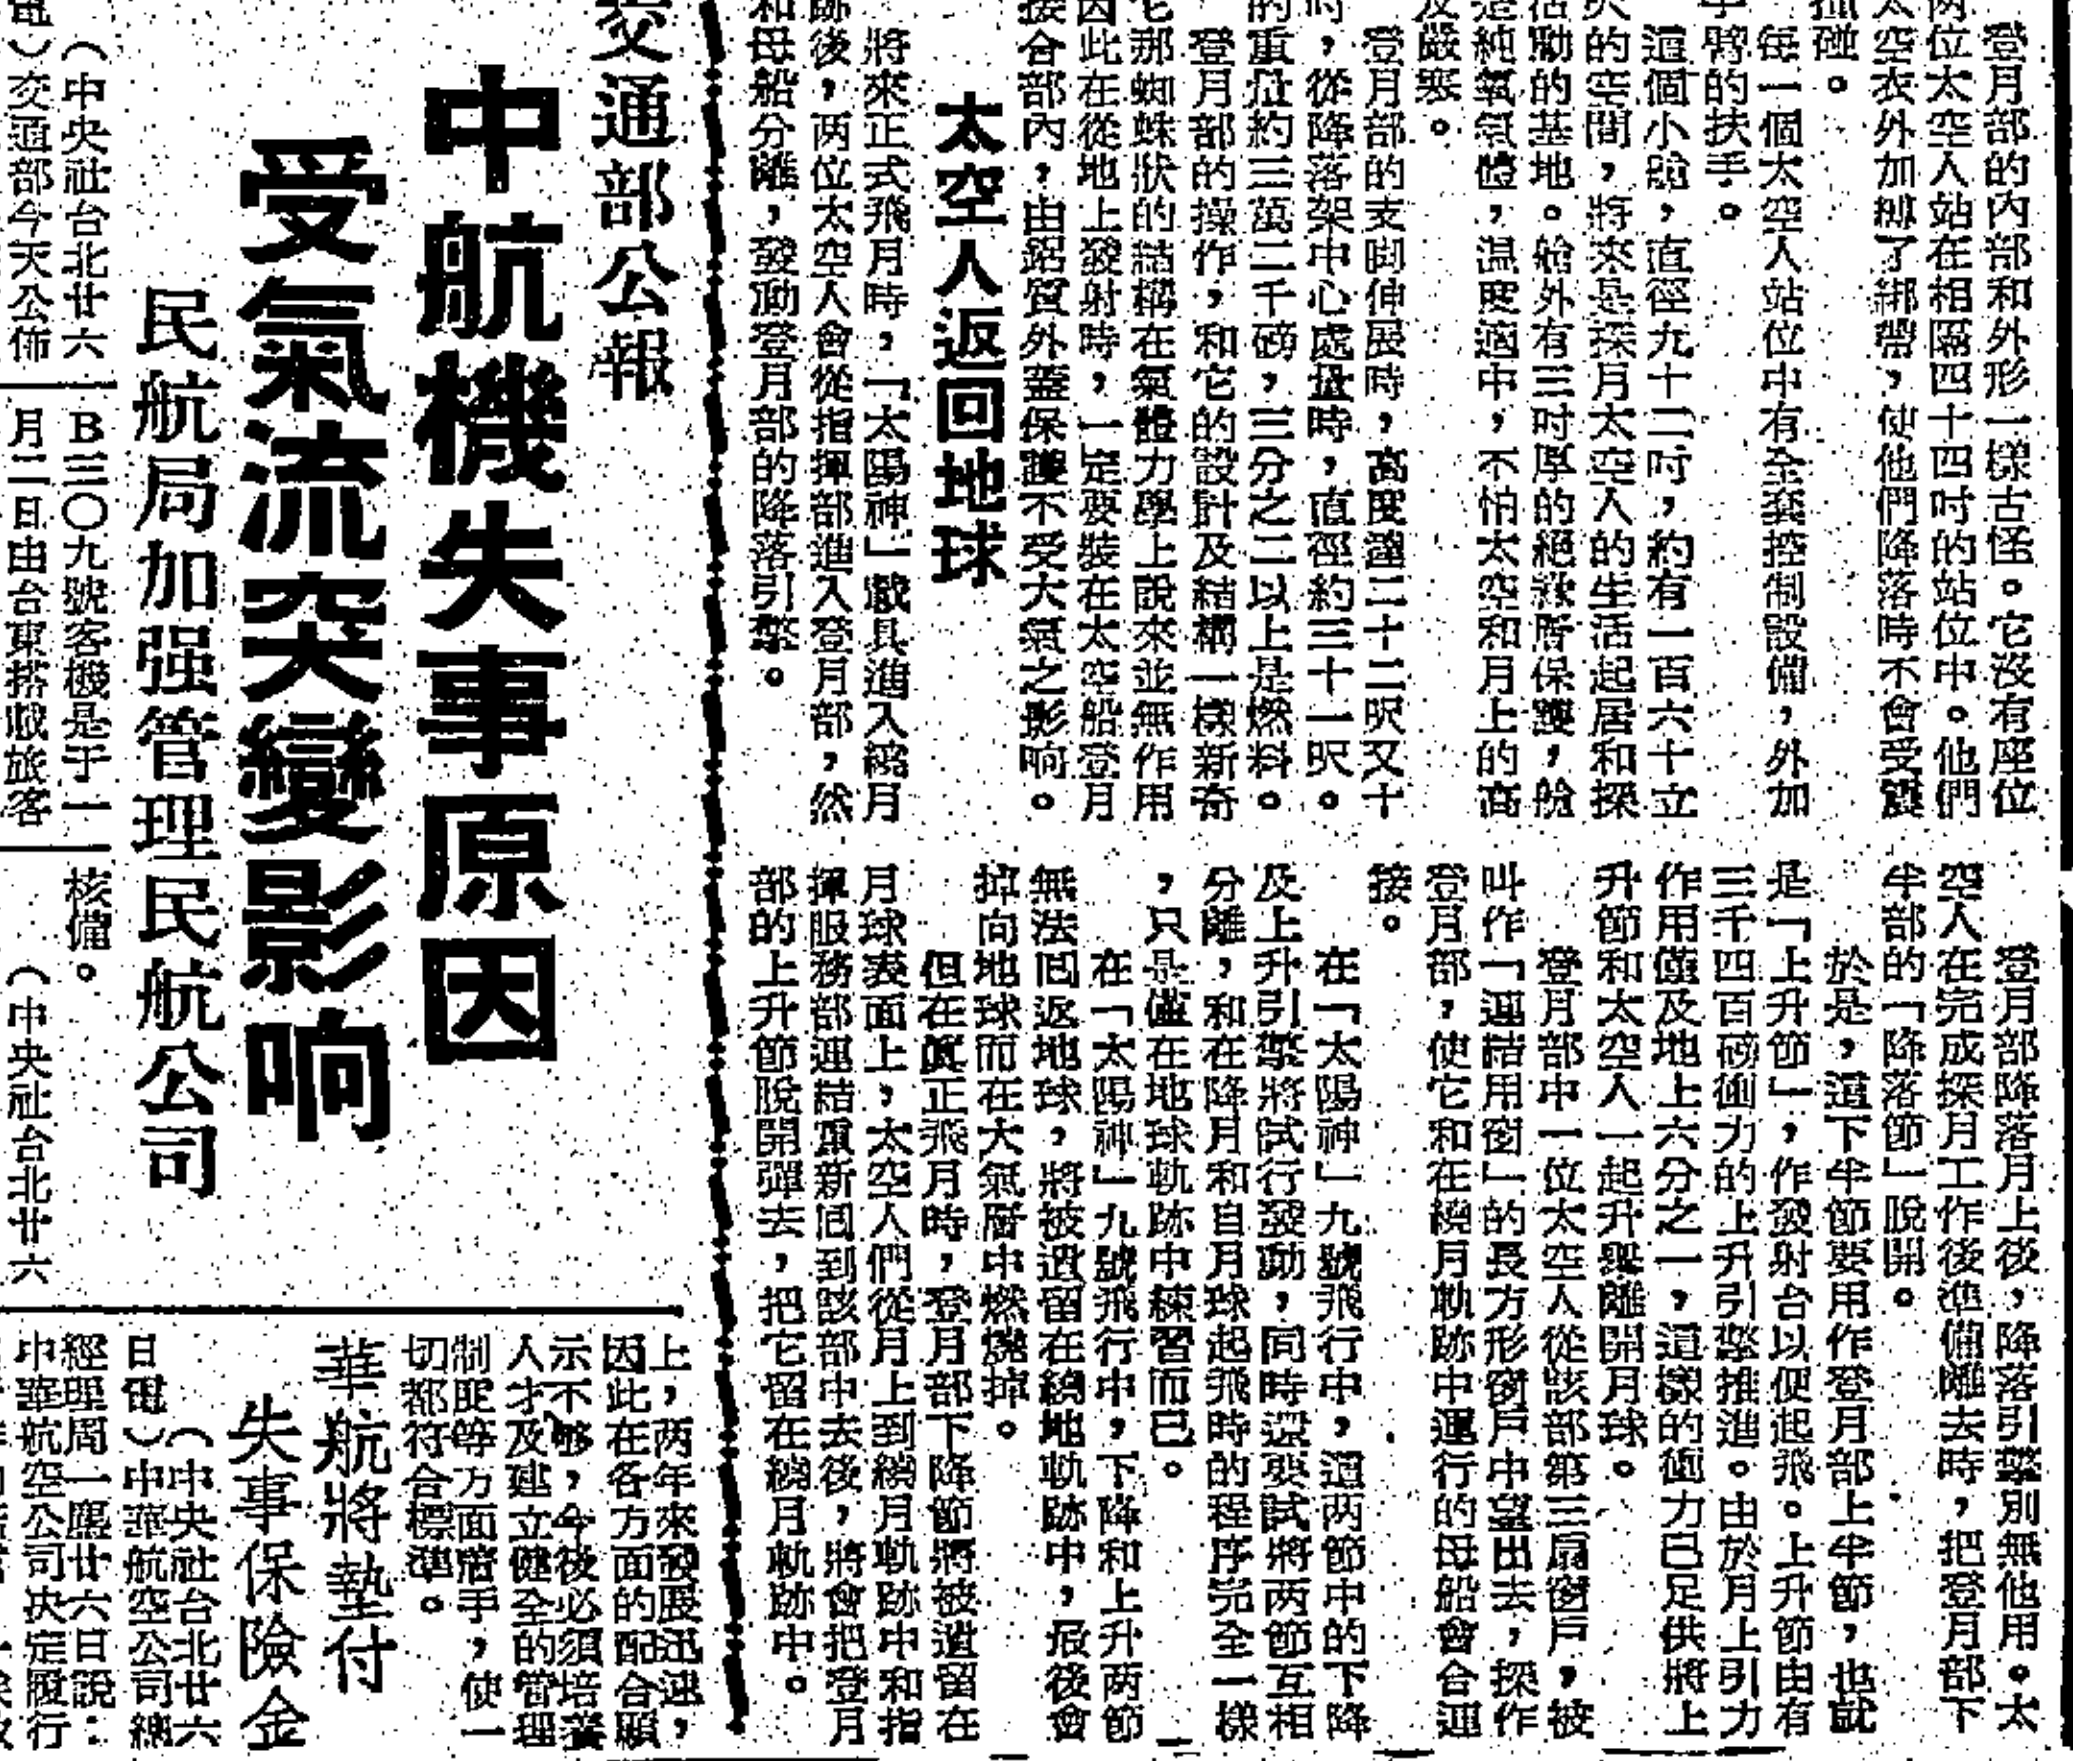 登月部的內部和外形一樣古怪。它沒有座位
两位太空人站在相隔四十四吋的站位中。他們
太空衣外加縛了綁帶,使他們降落時不會受震
碰。
每一個太空人站位中有全套控制設備,外加
手臂的扶手。
這個小艙,直徑九十二吋,約有一百六十立
的空間,將來是探月太空人的生活起居和探
活動的基地。艙外有三吋厚的絕緣盾保護,艙
是純氧氣體,温度適中,不怕太空和月上的高
及嚴寒。
登月部的支脚伸展時,高度達二十二呎又十
時,從降落架中心處量時,直徑約三十一呎。
的重量約三萬二千磅,三分之二以上是燃料。
登月部的操作,和它的設計及結構一樣新奇
它那蜘蛛狀的結構在氣體力學上說來並無作用
因此在從地上發射時,一定要裝在太空船登月
接合部內,由鋁質外蓋保護不受大氣之影响。
太空人返回地球
將來正式飛月時,「太陽神」載具進入繞月
跡後,两位太空人會從指揮部進入登月部,然
和母船分離,發動登月部的降落引擎。
登月部降落月上後,降落引擎別無他用。太
空人在完成探月工作後準備離去時,把登月部下
半部的「降落節」脫開。
於是,這下半節要用作登月部上半節,也就
是「上升節」,作發射台以便起飛。上升節由有
三千四百磅衝力的上升引擎推進。由於月上引力
作用僅及地上六分之一,這樣的衝力已足供將上
升節和太空人一起升舉離開月球。
登月部中一位太空人從該部第三扇窗戶,被
叫作「連結用窗」的長方形窗戶中望出去,操作
登月部,使它和在繞月軌跡中運行的母船會合連
接。
在「太陽神」九號飛行中,這两節中的下降
及上升引擎將試行發動,同時還要試將两節互相
分離,和在降月和自月球起飛時的程序完全一樣
,只是僅在地球軌跡中練習而已。
在「太陽神」九號飛行中,下降和上升两節
無法回返地球,將被遺留在繞地軌跡中,最後會
掉向地球而在大氣層中燃燒掉。
但在眞正飛月時,登月部下降節將被遺留在
月球表面上,太空人們從月上到繞月軌跡中和指
揮服務部連結重新回到該部中去後,將會把登月
部的上升節脫開彈去,把它留在繞月軌跡中。
交通部公報
中航機失事原因
受氣流突變影响
民航局加强管理民航公司
(中央社台北廿六
電)交通部今天公佈
B三〇九號客機是于一
月二日由台東搭載旅客
核備。
(中央社台北廿六
上,两年來發展迅速,
因此在各方面的配合顯
示不够,今後必須培養
人才及建立健全的管理
制度等方面着手,使一
切都符合標準。
華航將墊付
失事保險金
(中央社台北廿六
日電)中華航空公司總
經理周一塵廿六日說:
中華航空公司决定履行